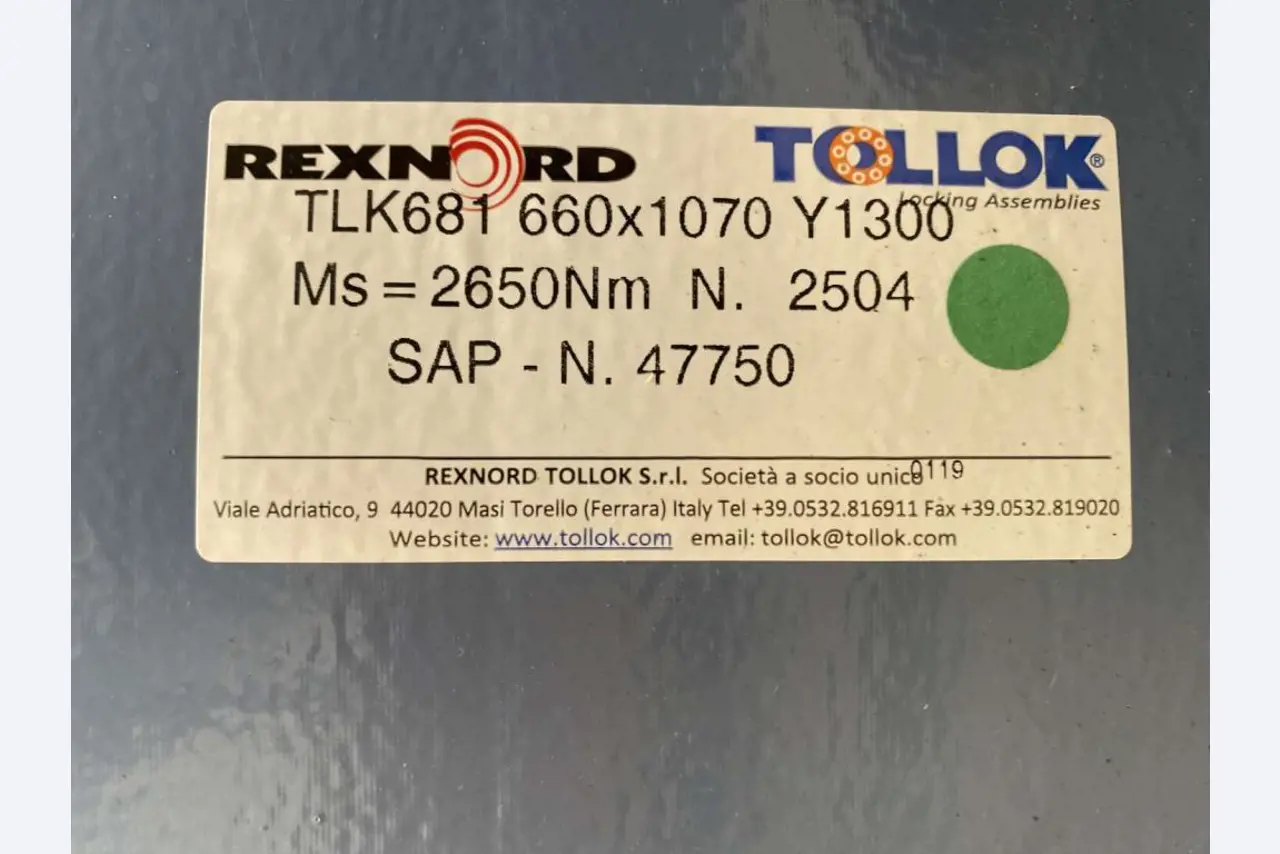 REXNORD TOLLOK®
Locking Assemblies
TLK681 660x1070 Y1300
Ms = 2650Nm N. 2504
SAP - N. 47750
REXNORD TOLLOK S.r.l. Società a socio unico 0119
Viale Adriatico, 9 44020 Masi Torello (Ferrara) Italy Tel +39.0532.816911 Fax +39.0532.819020
Website: www.tollok.com email: tollok@tollok.com